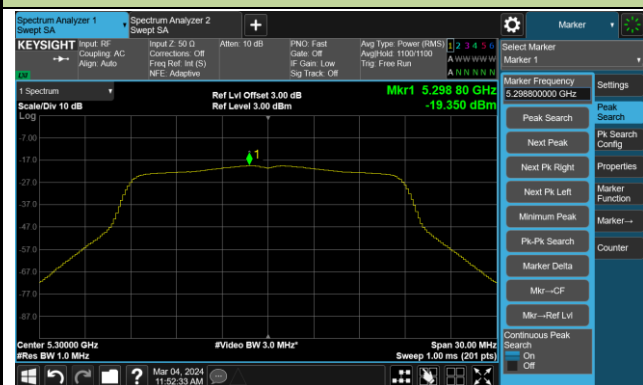 Spectrum Analyzer 1
Swept SA
Spectrum Analyzer 2
Swept SA
+
Marker
KEYSIGHT
Input: RF
Coupling: AC
Align: Auto
Input Z: 50 Ω
Corrections: Off
Freq Ref: Int (S)
NFE: Adaptive
Atten: 10 dB
PNO: Fast
Gate: Off
IF Gain: Low
Sig Track: Off
Avg Type: Power (RMS)
Avg|Hold: 1100/1100
Trig: Free Run
1 2 3 4 5 6
A W W W W W
A N N N N N
Select Marker
Marker 1
1 Spectrum
Scale/Div 10 dB
Log
Ref Lvl Offset 3.00 dB
Ref Level 3.00 dBm
Mkr1 5.298 80 GHz
-19.350 dBm
-7.00
-17.0
-27.0
-37.0
-47.0
-57.0
-67.0
-77.0
-87.0
1
Center 5.30000 GHz
#Res BW 1.0 MHz
#Video BW 3.0 MHz*
Span 30.00 MHz
Sweep 1.00 ms (201 pts)
Marker Frequency
5.298800000 GHz
Peak Search
Next Peak
Next Pk Right
Next Pk Left
Minimum Peak
Pk-Pk Search
Marker Delta
Mkr→CF
Mkr→Ref Lvl
Continuous Peak
Search
On
Off
Settings
Peak
Search
Pk Search
Config
Properties
Marker
Function
Marker→
Counter
?
Mar 04, 2024
11:52:33 AM